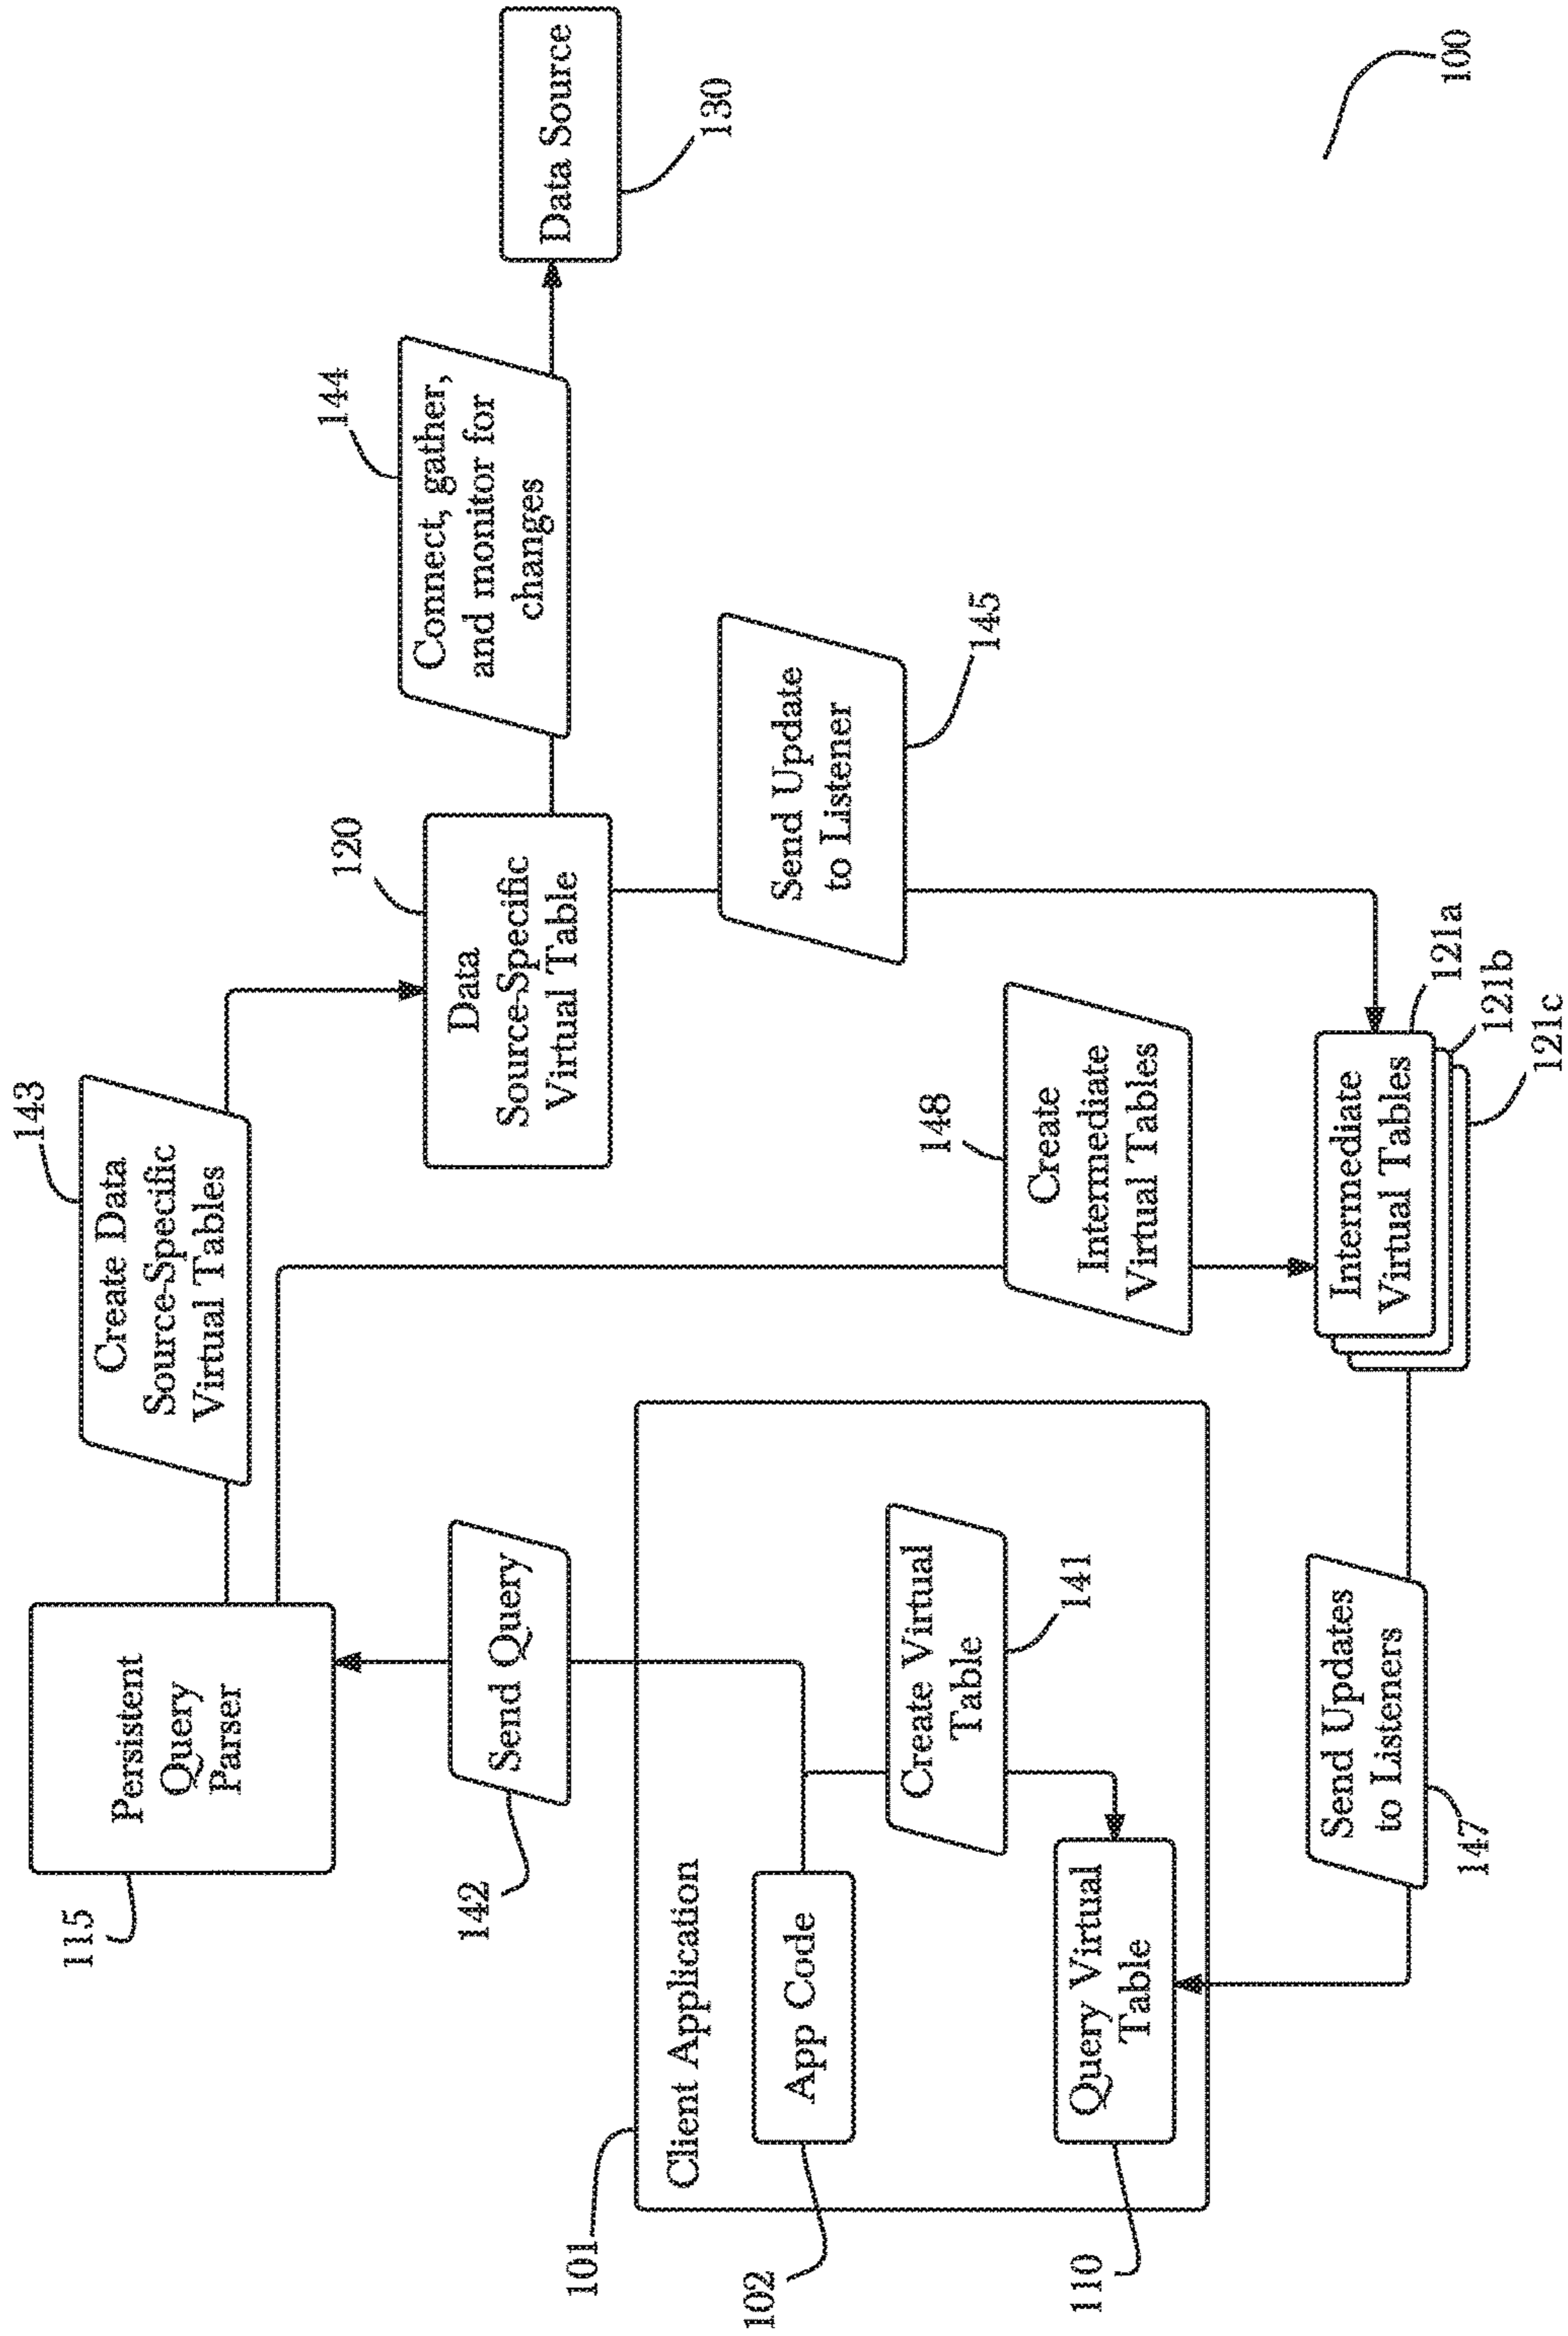 115
Persistent
Query
Parser
143
Create Data
Source-Specific
Virtual Tables
142
Send Query
120
Data
Source-Specific
Virtual Table
144
Connect, gather,
and monitor for
changes
Data Source
130
101
Client Application
102
App Code
Create Virtual
Table
141
110
Query Virtual
Table
148
Create
Intermediate
Virtual Tables
Send Update
to Listener
145
Send Updates
to Listeners
147
Intermediate
Virtual Tables
121a
121b
121c
100